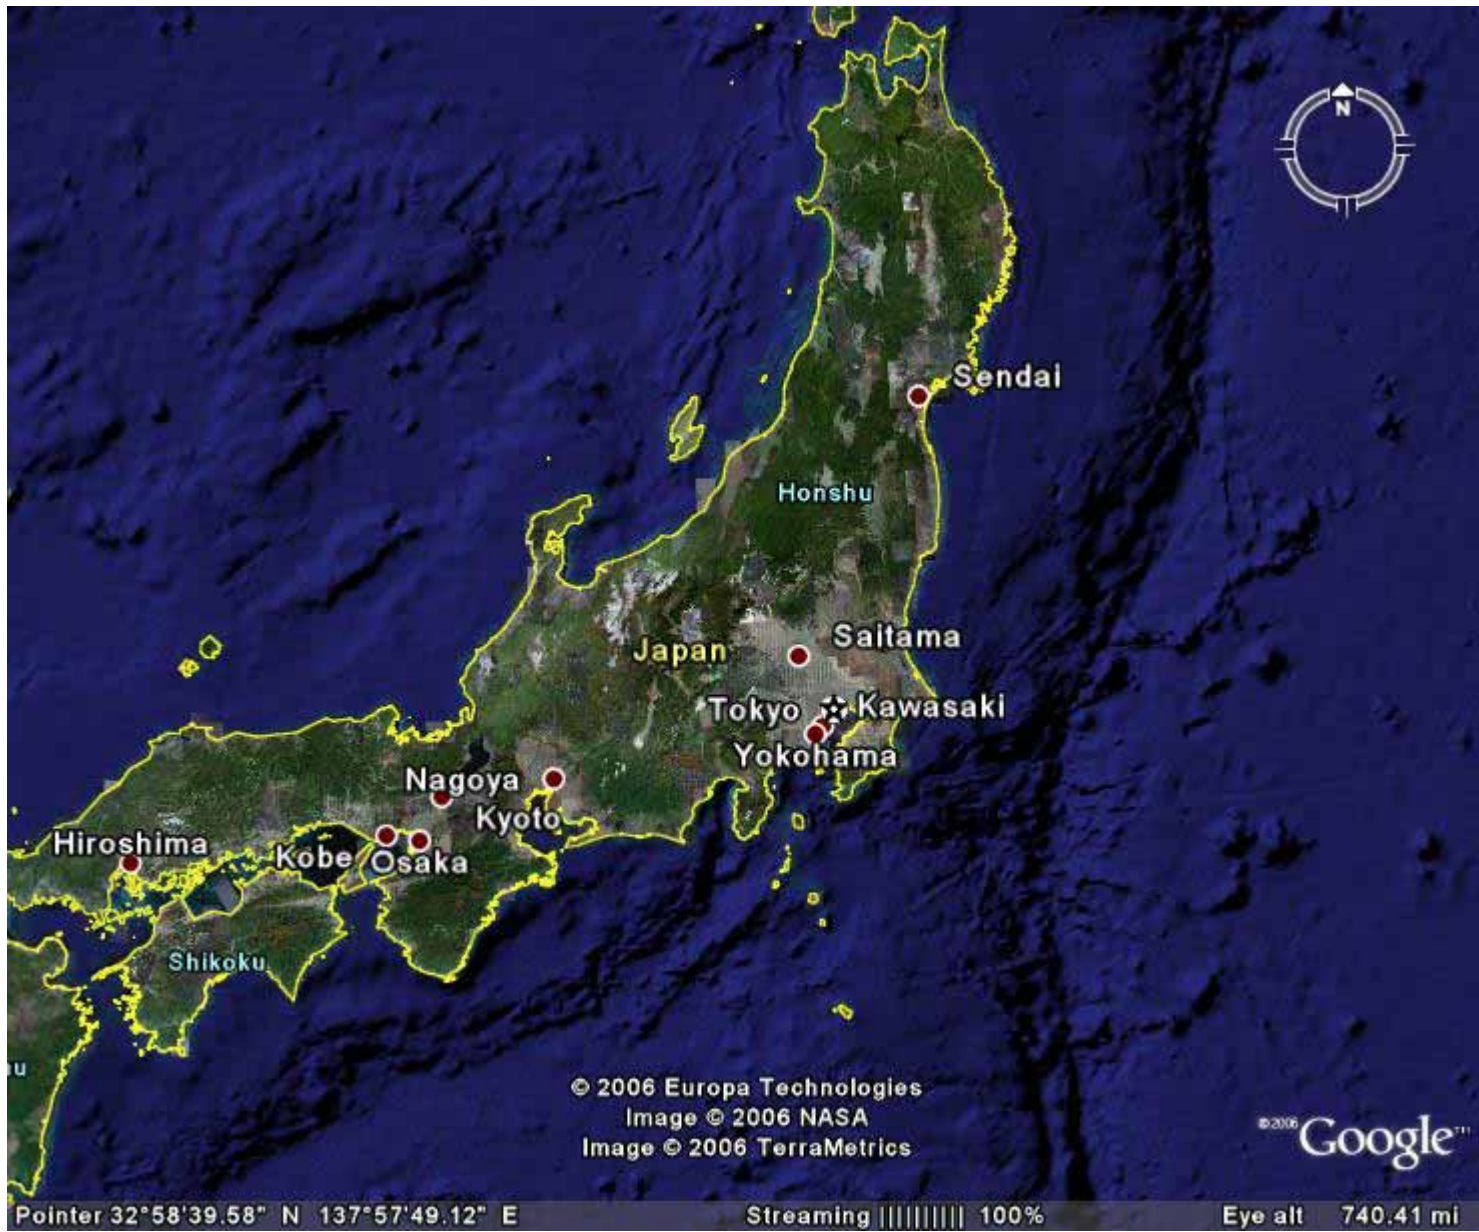 N
Sendai
Honshu
Saitama
Japan
Tokyo
Kawasaki
Yokohama
Nagoya
Kyoto
Hiroshima
Kobe
Osaka
Shikoku
© 2006 Europa Technologies
Image © 2006 NASA
Image © 2006 TerraMetrics
©2006 Google™
Pointer 32°58'39.58" N 137°57'49.12" E
Streaming |||||||||| 100%
Eye alt 740.41 mi